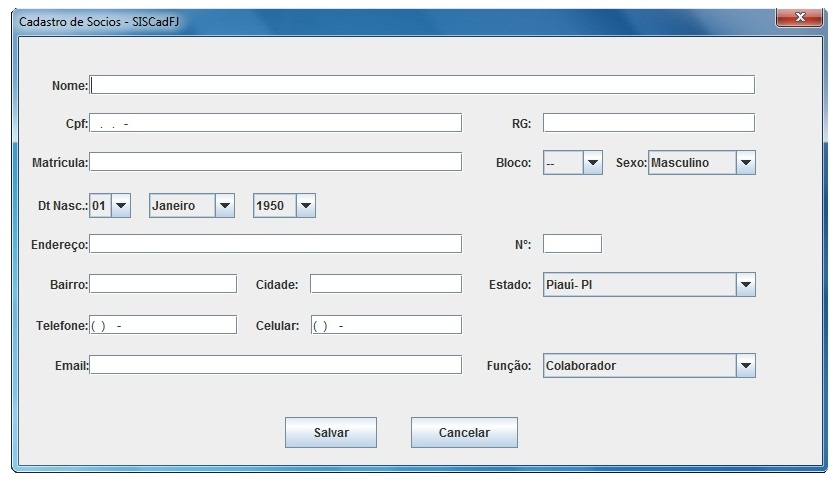 Cadastro de Socios - SISCadFJ
Nome:
Cpf: . . - RG:
Matrícula: Bloco: -- Sexo: Masculino
Dt Nasc.: 01 Janeiro 1950
Endereço: Nº:
Bairro: Cidade: Estado: Piauí- PI
Telefone: ( ) - Celular: ( ) -
Email: Função: Colaborador
Salvar Cancelar